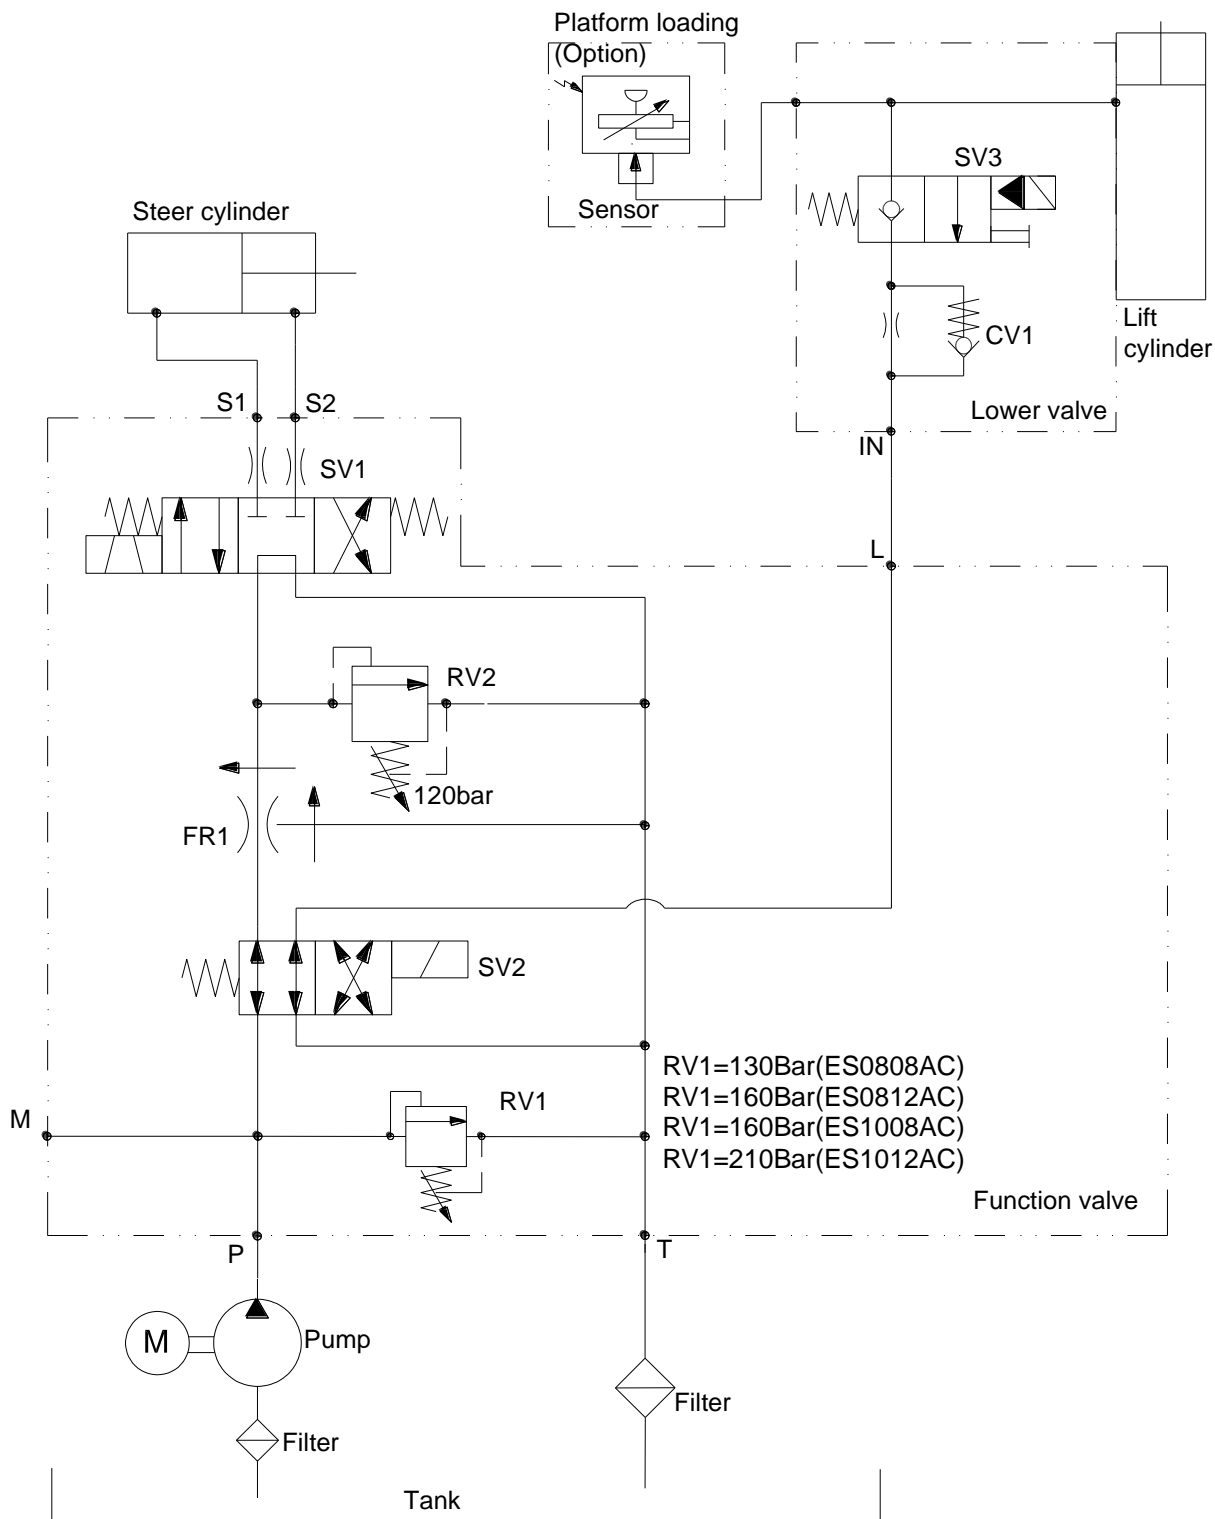 Platform loading
(Option)
SV3
Sensor
Steer cylinder
Lift
cylinder
CV1
Lower valve
S1
S2
IN
SV1
L
RV2
120bar
FR1
SV2
RV1=130Bar(ES0808AC)
RV1=160Bar(ES0812AC)
RV1=160Bar(ES1008AC)
RV1=210Bar(ES1012AC)
RV1
M
Function valve
P
T
M
Pump
Filter
Filter
Tank